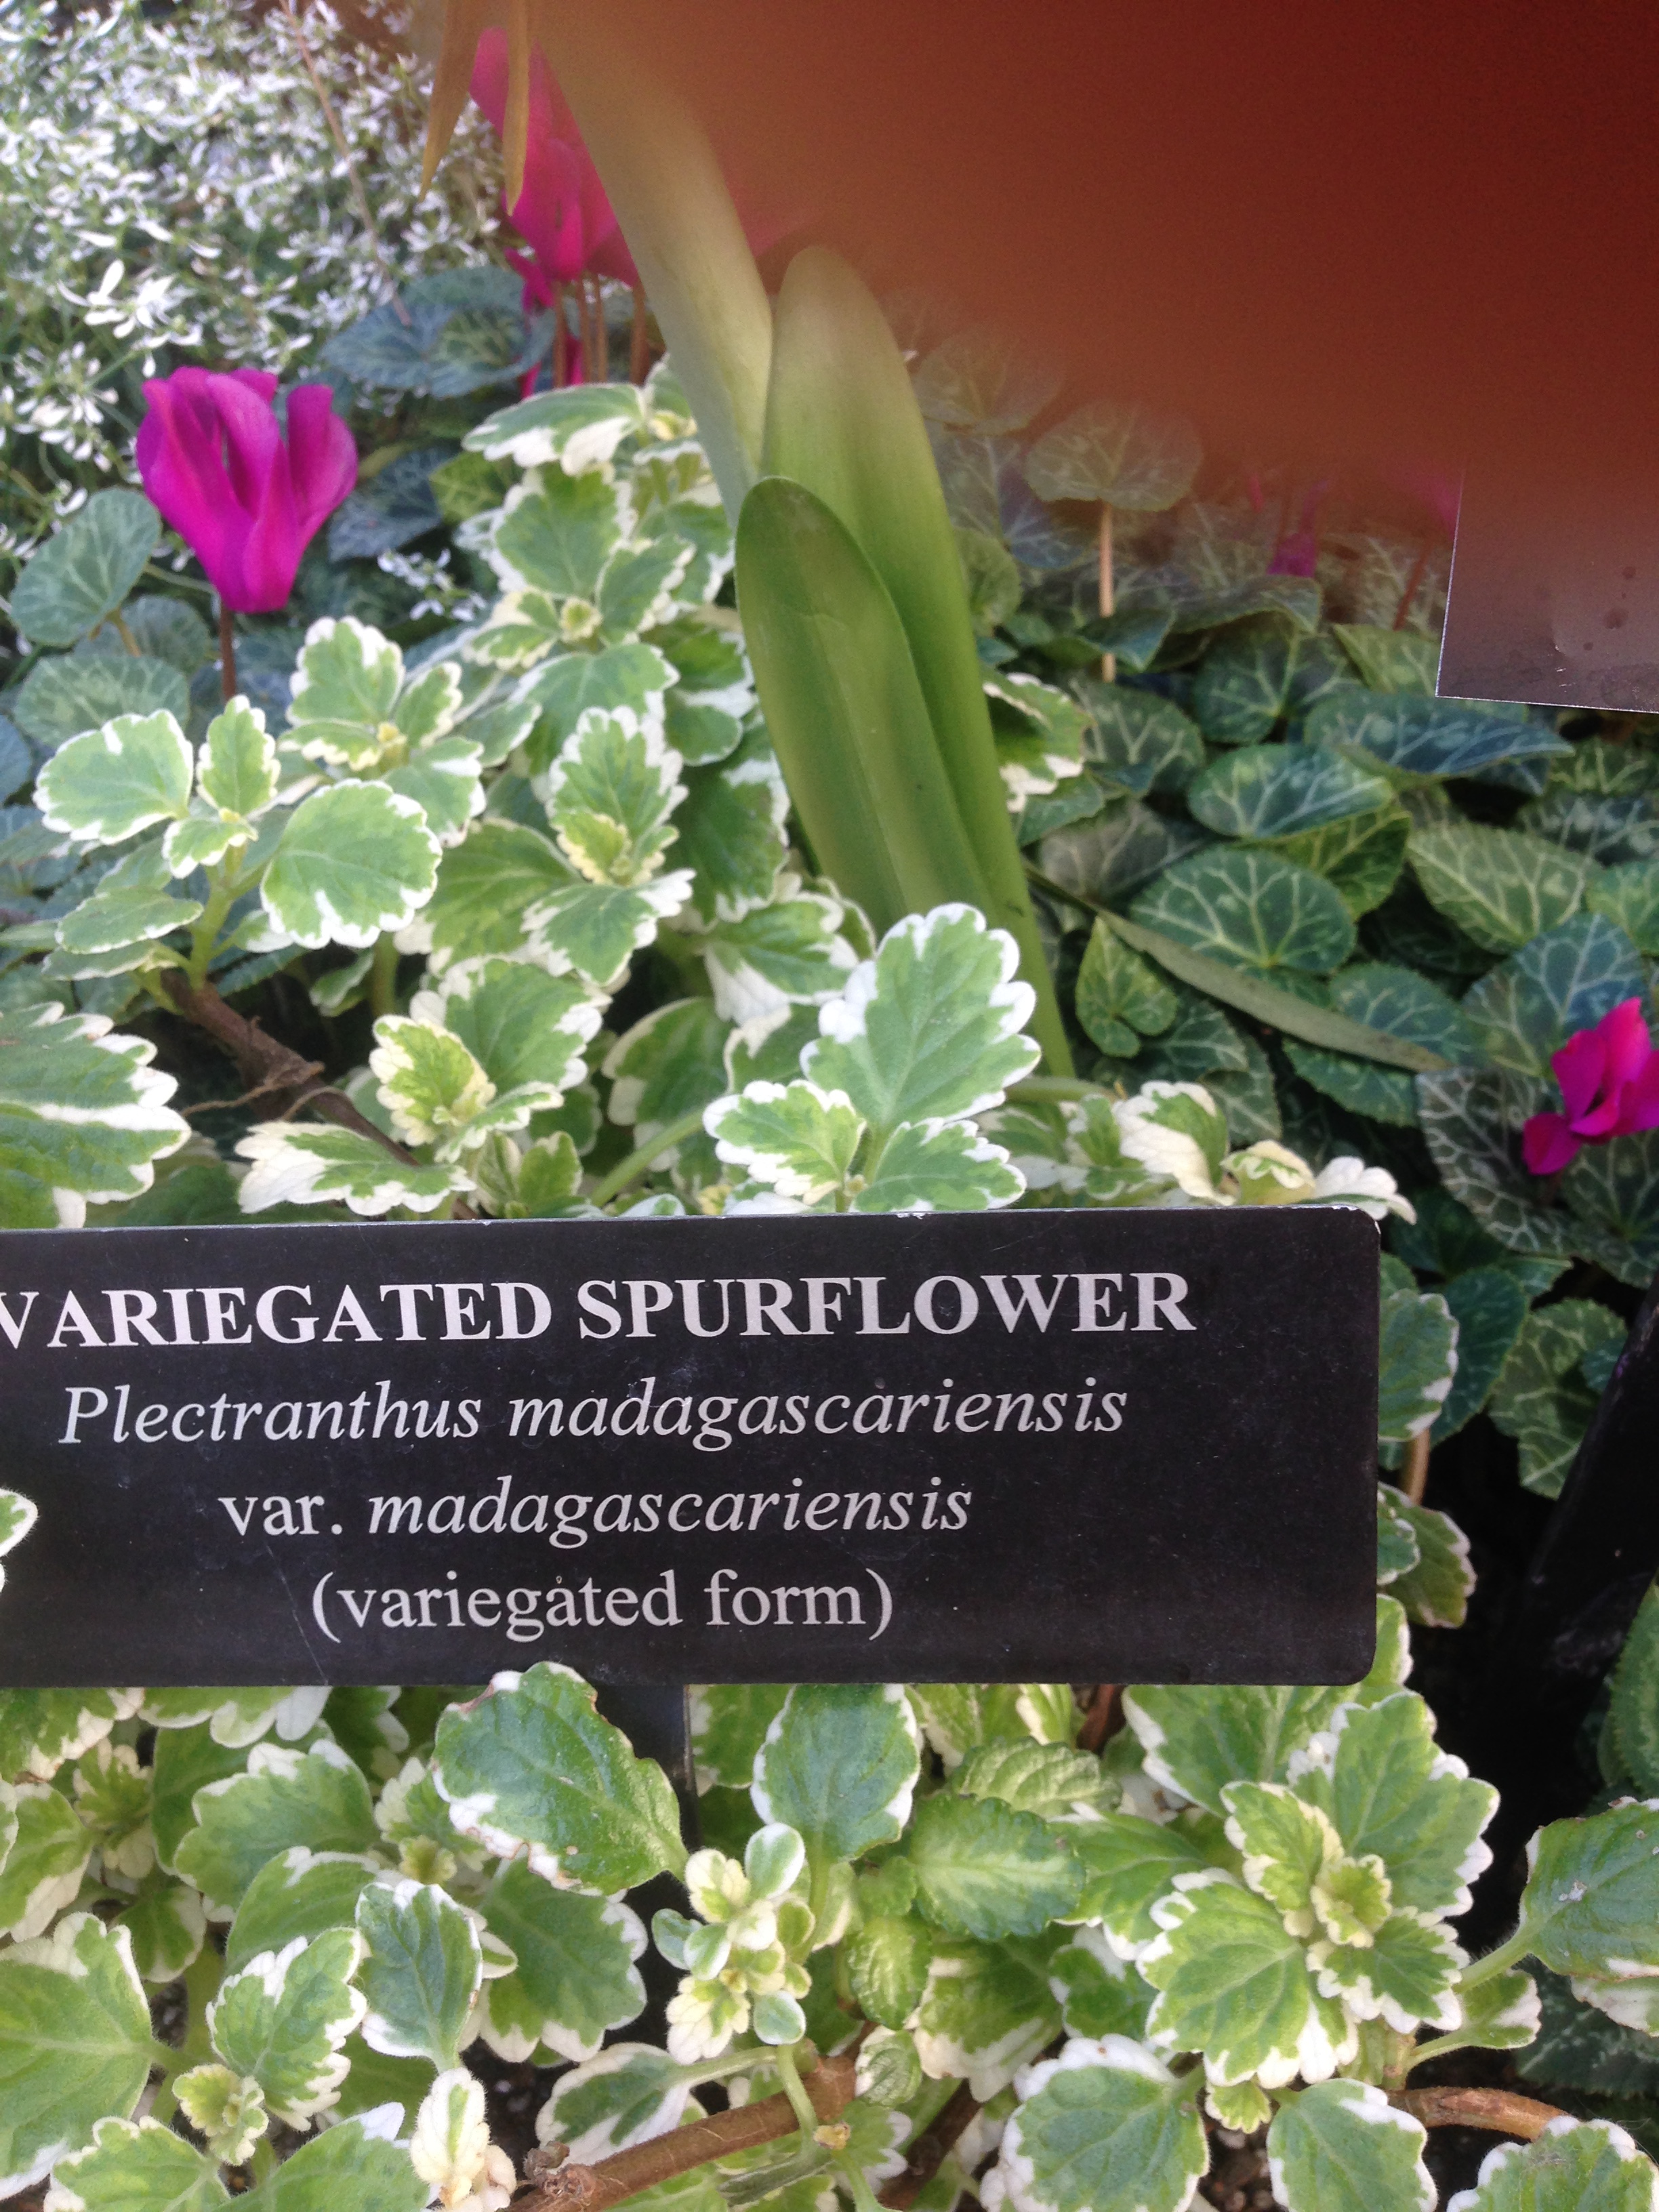 VARIEGATED SPURFLOWER
Plectranthus madagascariensis
var. madagascariensis
(variegated form)